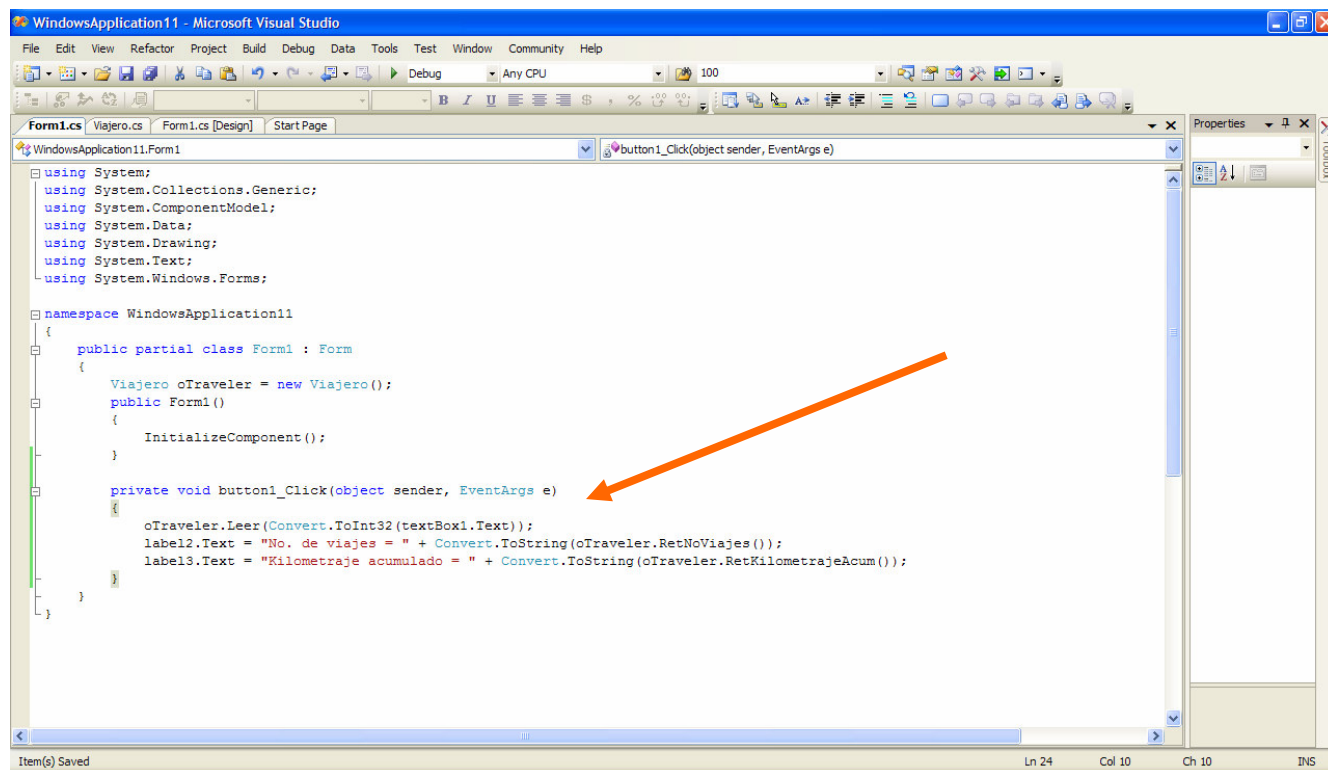 WindowsApplication11 - Microsoft Visual Studio
File Edit View Refactor Project Build Debug Data Tools Test Window Community Help
Debug Any CPU 100
Form1.cs Viajero.cs Form1.cs [Design] Start Page
Properties
Toolbox
WindowsApplication11.Form1 button1_Click(object sender, EventArgs e)
using System;
using System.Collections.Generic;
using System.ComponentModel;
using System.Data;
using System.Drawing;
using System.Text;
using System.Windows.Forms;
namespace WindowsApplication11
{
public partial class Form1 : Form
{
Viajero oTraveler = new Viajero();
public Form1()
{
InitializeComponent();
}
private void button1_Click(object sender, EventArgs e)
{
oTraveler.Leer(Convert.ToInt32(textBox1.Text));
label2.Text = "No. de viajes = " + Convert.ToString(oTraveler.RetNoViajes());
label3.Text = "Kilometraje acumulado = " + Convert.ToString(oTraveler.RetKilometrajeAcum());
}
}
}
Item(s) Saved Ln 24 Col 10 Ch 10 INS